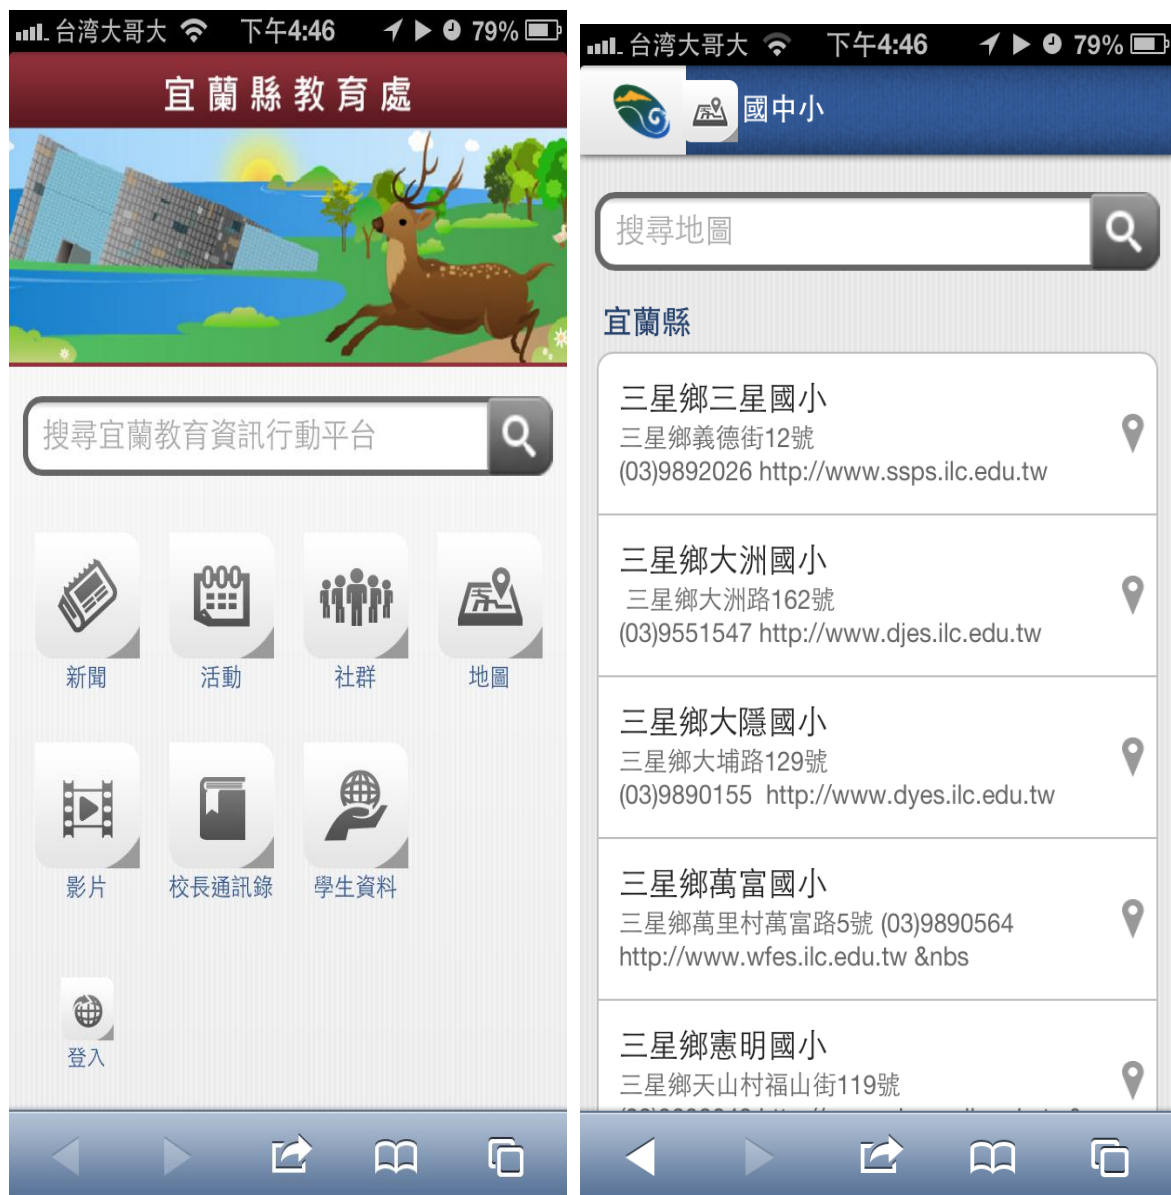 台湾大哥大 下午4:46 79%
宜蘭縣教育處
搜尋宜蘭教育資訊行動平台
新聞 活動 社群 地圖
影片 校長通訊錄 學生資料
登入
台湾大哥大 下午4:46 79%
國中小
搜尋地圖
宜蘭縣
三星鄉三星國小
三星鄉義德街12號
(03)9892026 http://www.ssps.ilc.edu.tw
三星鄉大洲國小
三星鄉大洲路162號
(03)9551547 http://www.djes.ilc.edu.tw
三星鄉大隱國小
三星鄉大埔路129號
(03)9890155 http://www.dyes.ilc.edu.tw
三星鄉萬富國小
三星鄉萬里村萬富路5號 (03)9890564
http://www.wfes.ilc.edu.tw &nbs
三星鄉憲明國小
三星鄉天山村福山街119號